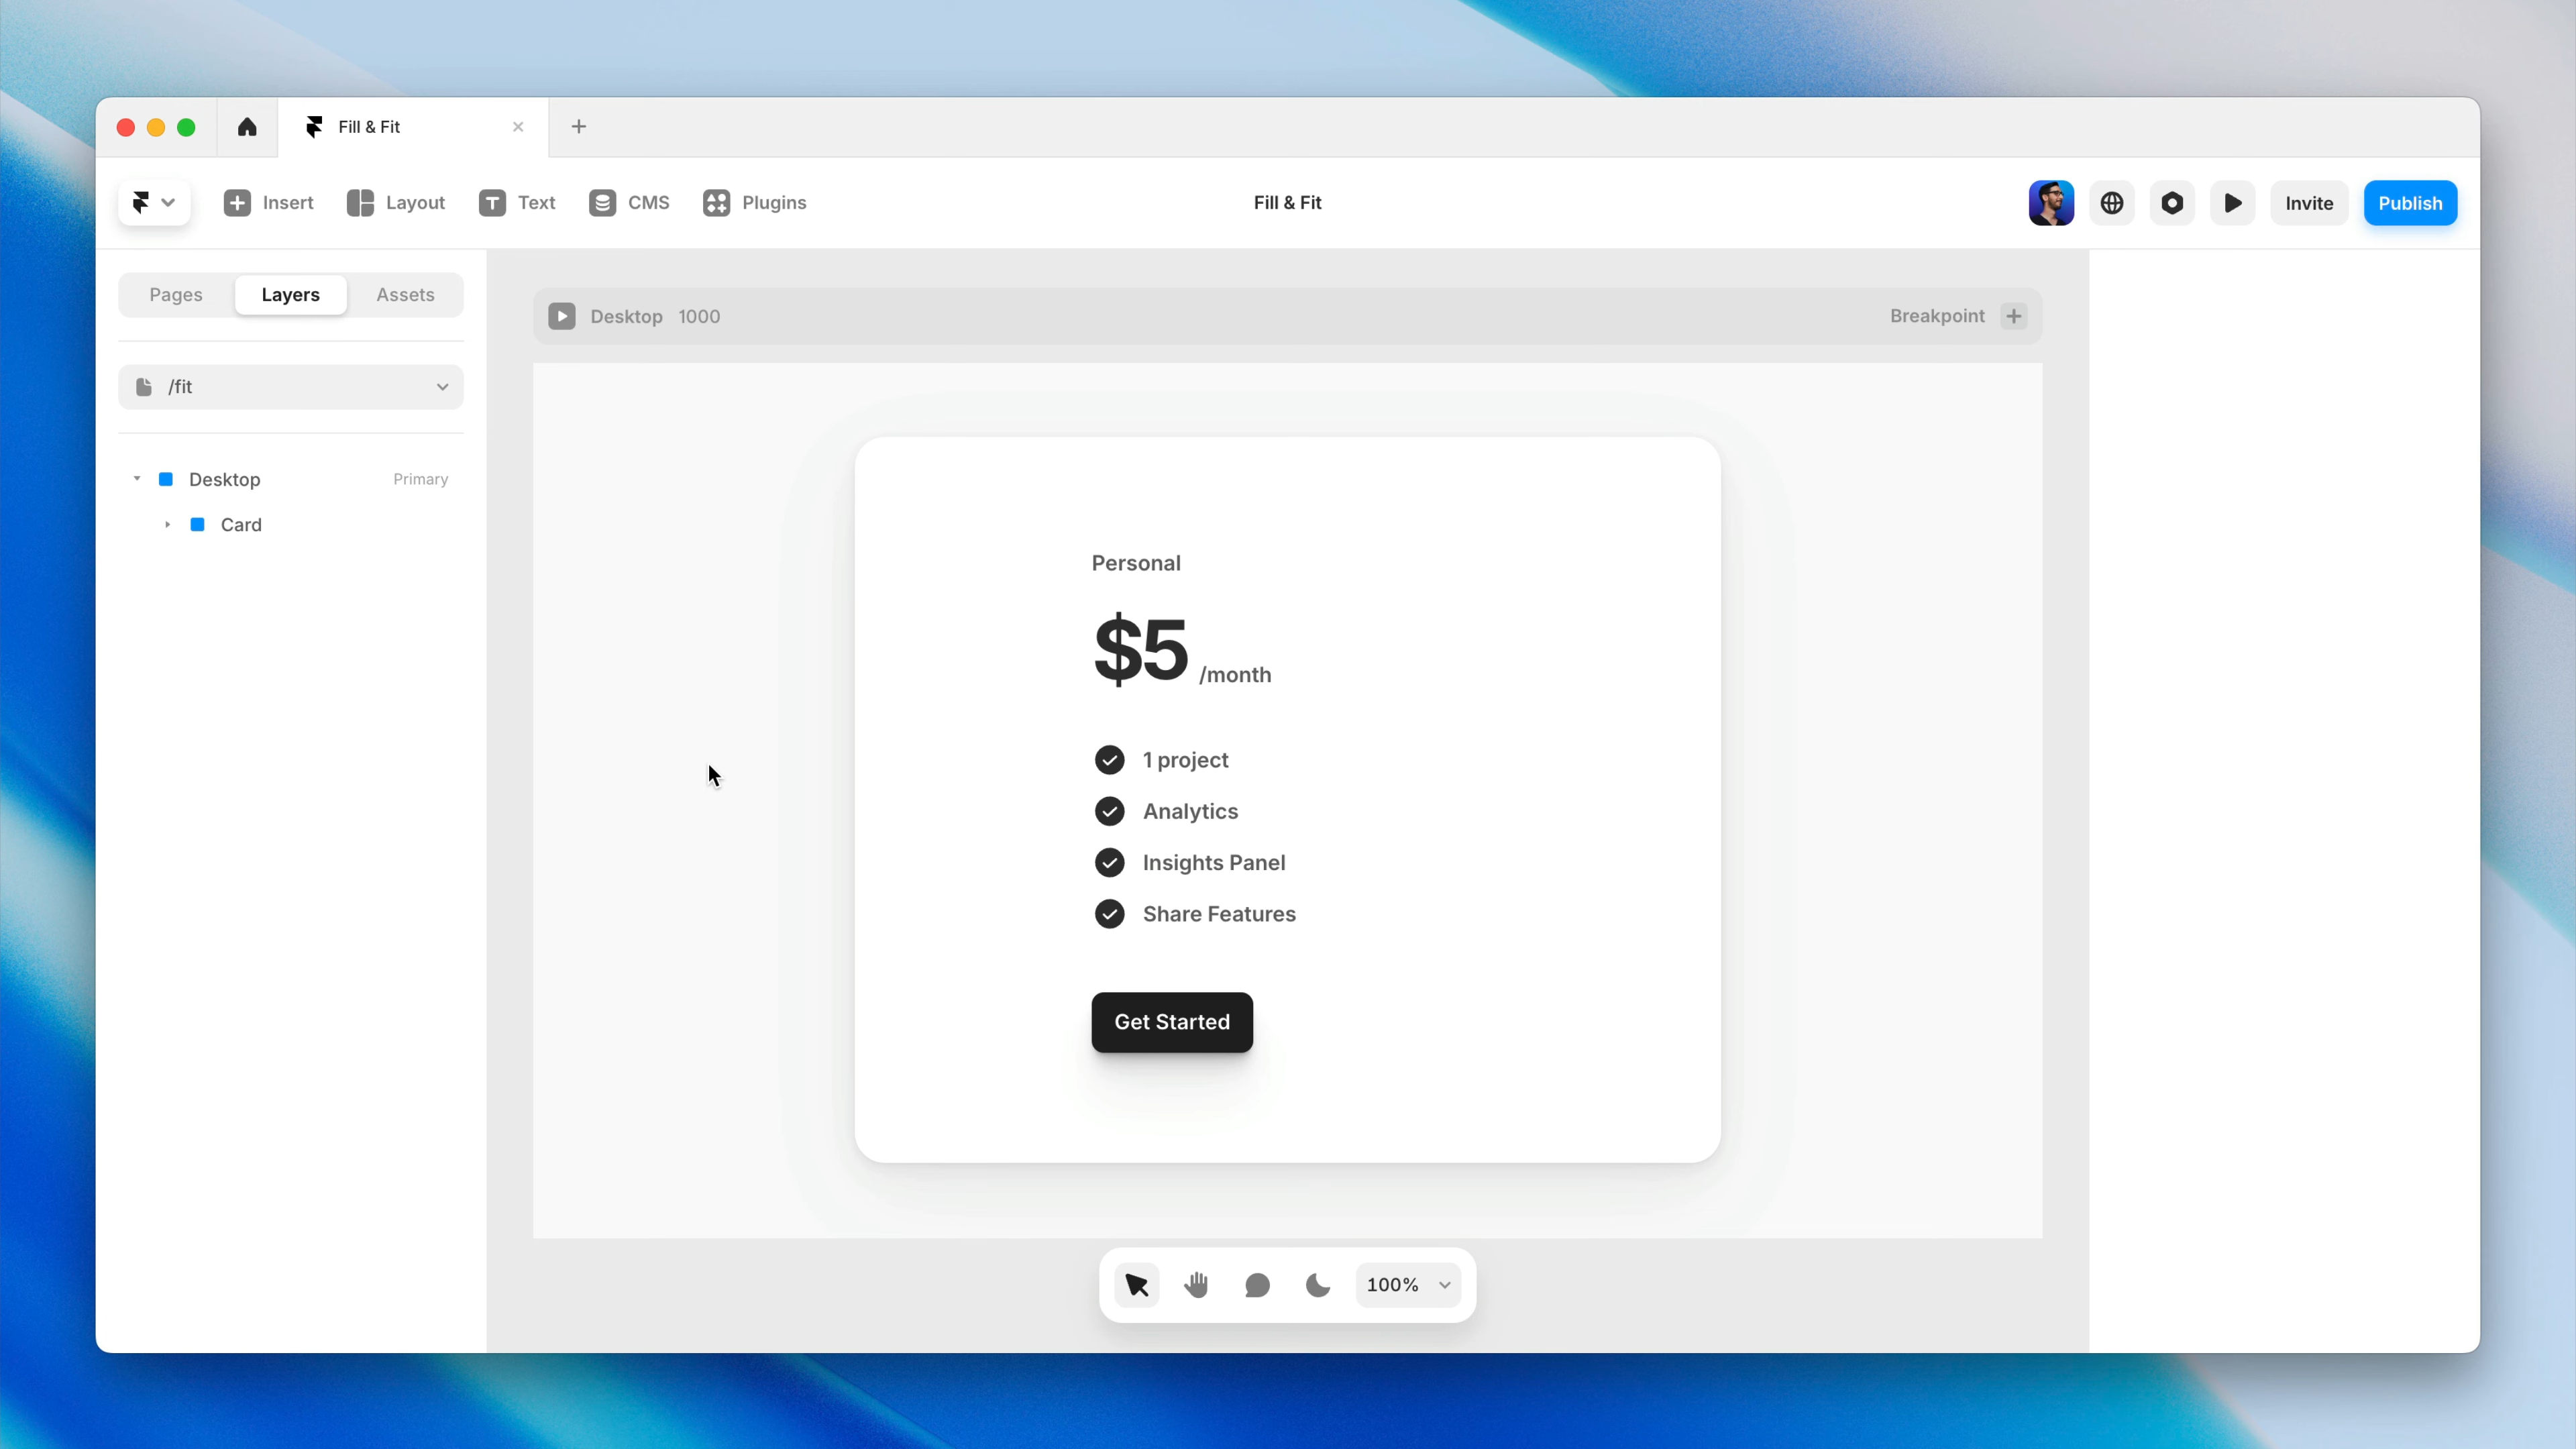 Fill & Fit
Insert Layout Text CMS Plugins
Fill & Fit
Invite Publish
Pages Layers Assets
Desktop 1000
Breakpoint
/fit
Desktop Primary
Card
Personal
$5 /month
1 project
Analytics
Insights Panel
Share Features
Get Started
100%